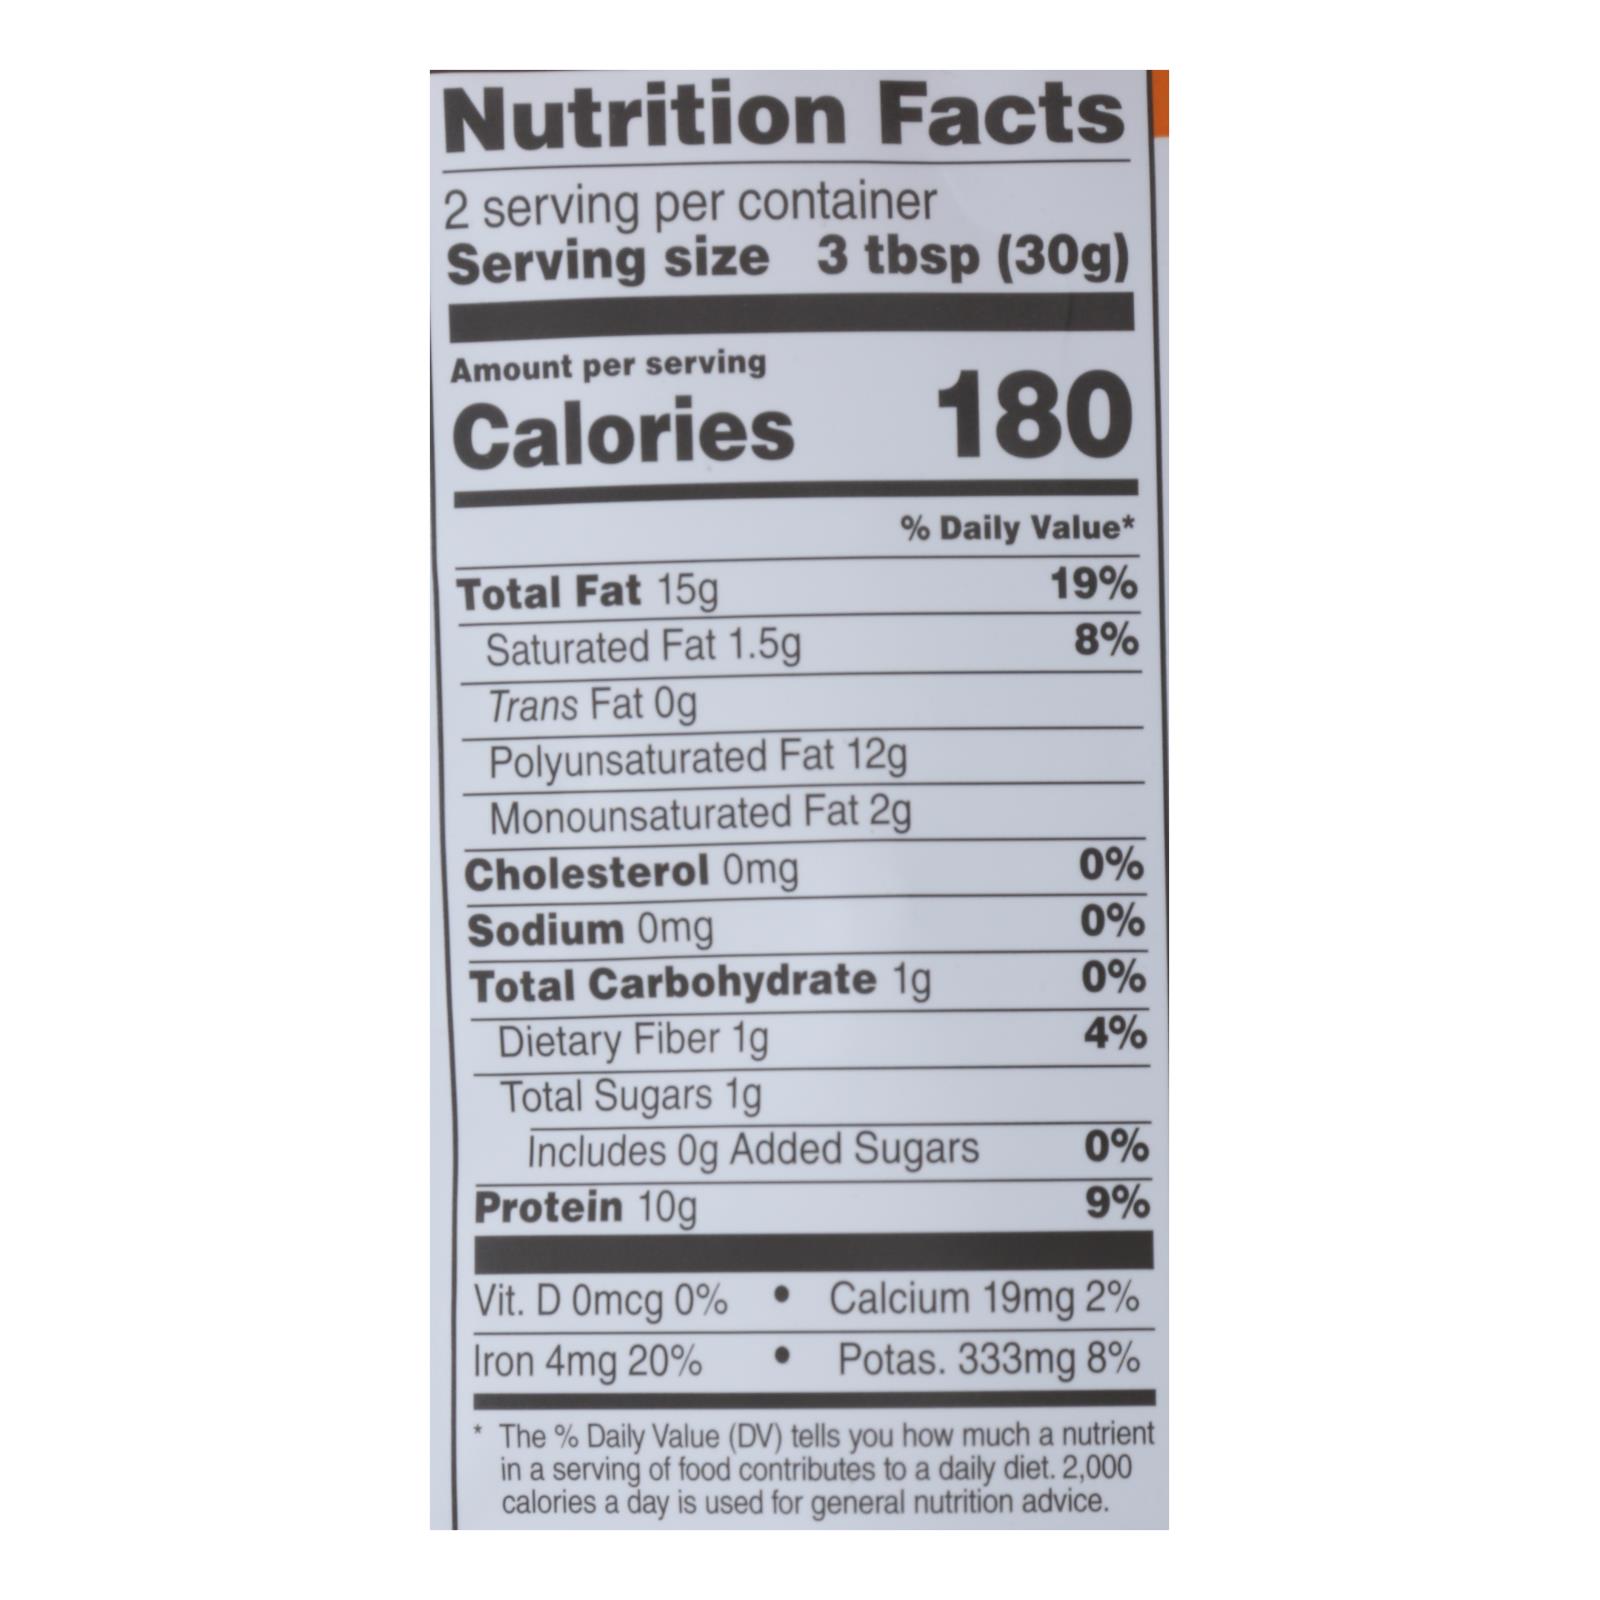 Nutrition Facts
2 serving per container
Serving size 3 tbsp (30g)
Amount per serving
Calories 180
% Daily Value*
Total Fat 15g 19%
Saturated Fat 1.5g 8%
Trans Fat 0g
Polyunsaturated Fat 12g
Monounsaturated Fat 2g
Cholesterol 0mg 0%
Sodium 0mg 0%
Total Carbohydrate 1g 0%
Dietary Fiber 1g 4%
Total Sugars 1g
Includes 0g Added Sugars 0%
Protein 10g 9%
Vit. D 0mcg 0% • Calcium 19mg 2%
Iron 4mg 20% • Potas. 333mg 8%
* The % Daily Value (DV) tells you how much a nutrient
in a serving of food contributes to a daily diet. 2,000
calories a day is used for general nutrition advice.